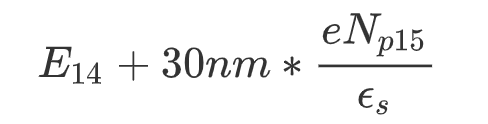 $E_{14} + 30nm * \frac{eN_{p15}}{\epsilon_s}$